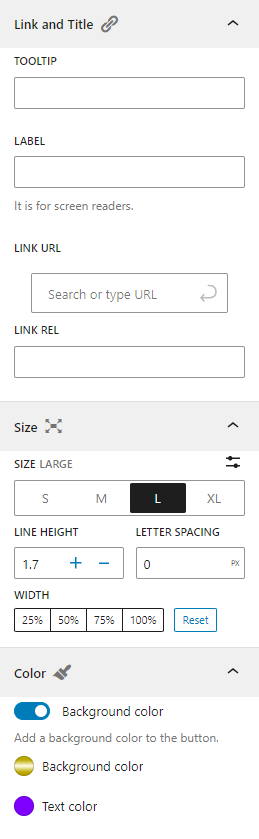 Link and Title
TOOLTIP
LABEL
It is for screen readers.
LINK URL
Search or type URL
LINK REL
Size
SIZE LARGE
S M L XL
LINE HEIGHT LETTER SPACING
1.7 + − 0 PX
WIDTH
25% 50% 75% 100% Reset
Color
Background color
Add a background color to the button.
Background color
Text color